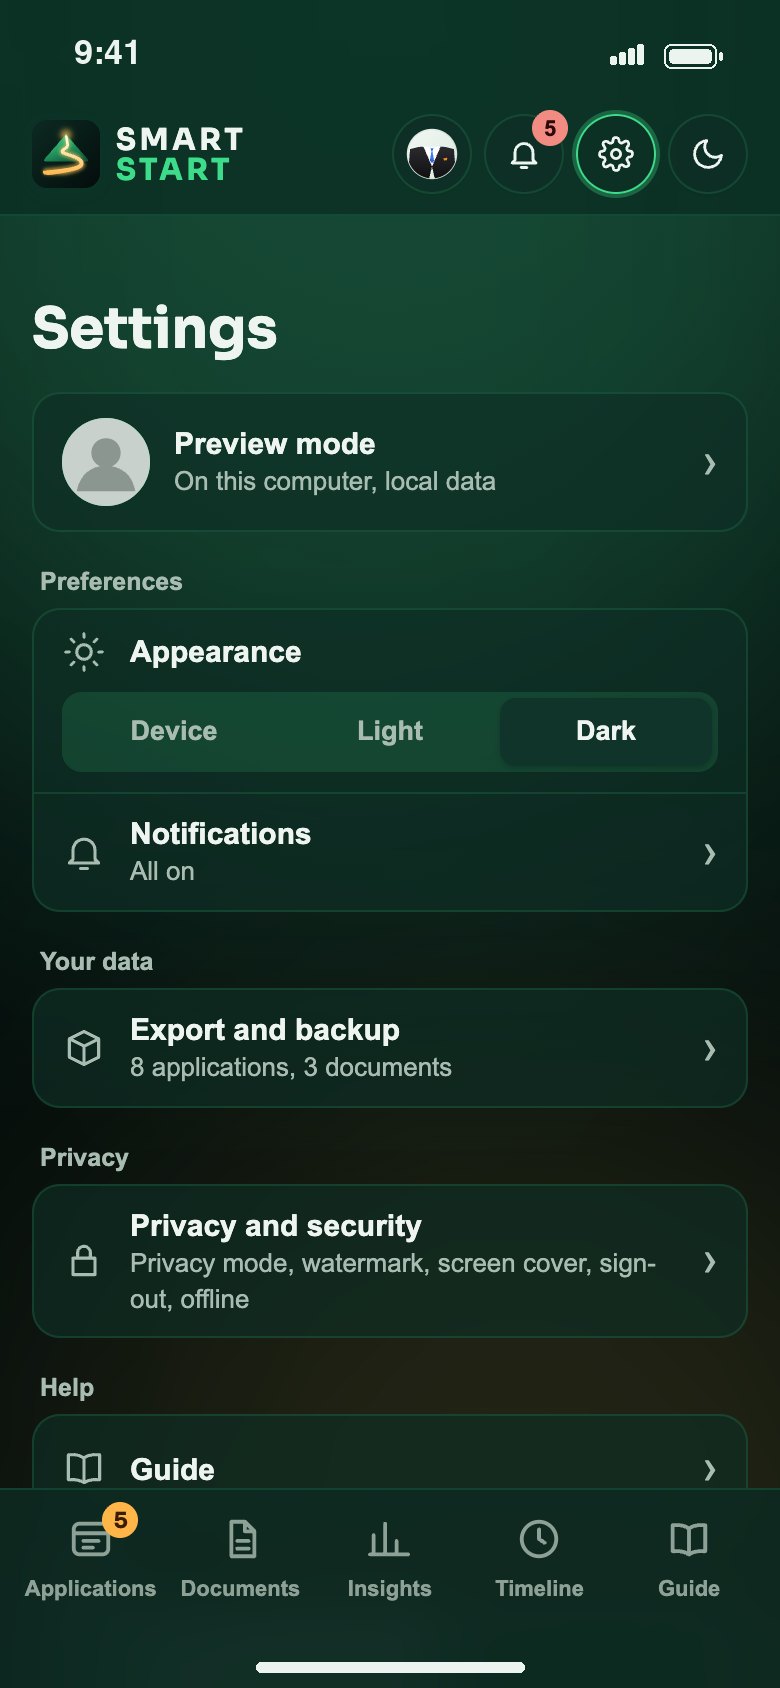 9:41
SMART
START
5
Settings
Preview mode
On this computer, local data
Preferences
Appearance
Device Light Dark
Notifications
All on
Your data
Export and backup
8 applications, 3 documents
Privacy
Privacy and security
Privacy mode, watermark, screen cover, sign-
out, offline
Help
Guide
5
Applications Documents Insights Timeline Guide